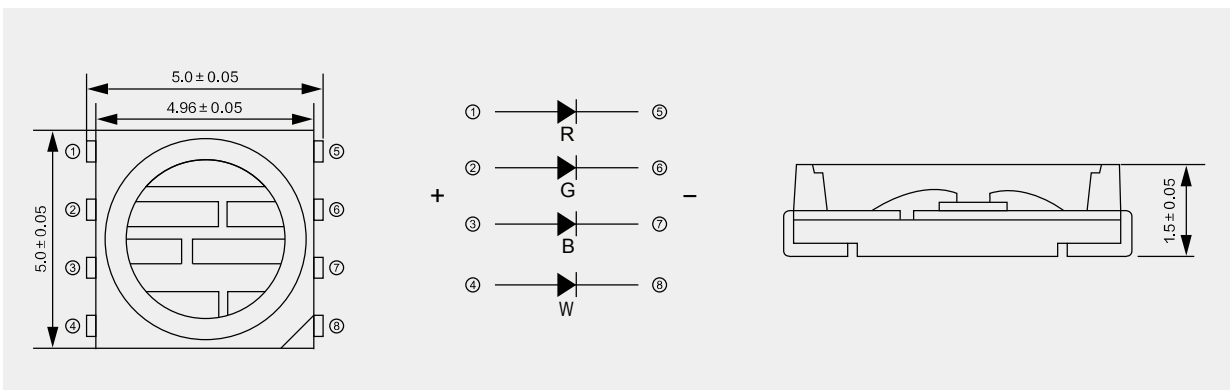 5.0 ± 0.05
4.96 ± 0.05
5.0 ± 0.05
① ⑤
② ⑥
③ ⑦
④ ⑧
① R ⑤
② G ⑥
+ −
③ B ⑦
④ W ⑧
1.5 ± 0.05